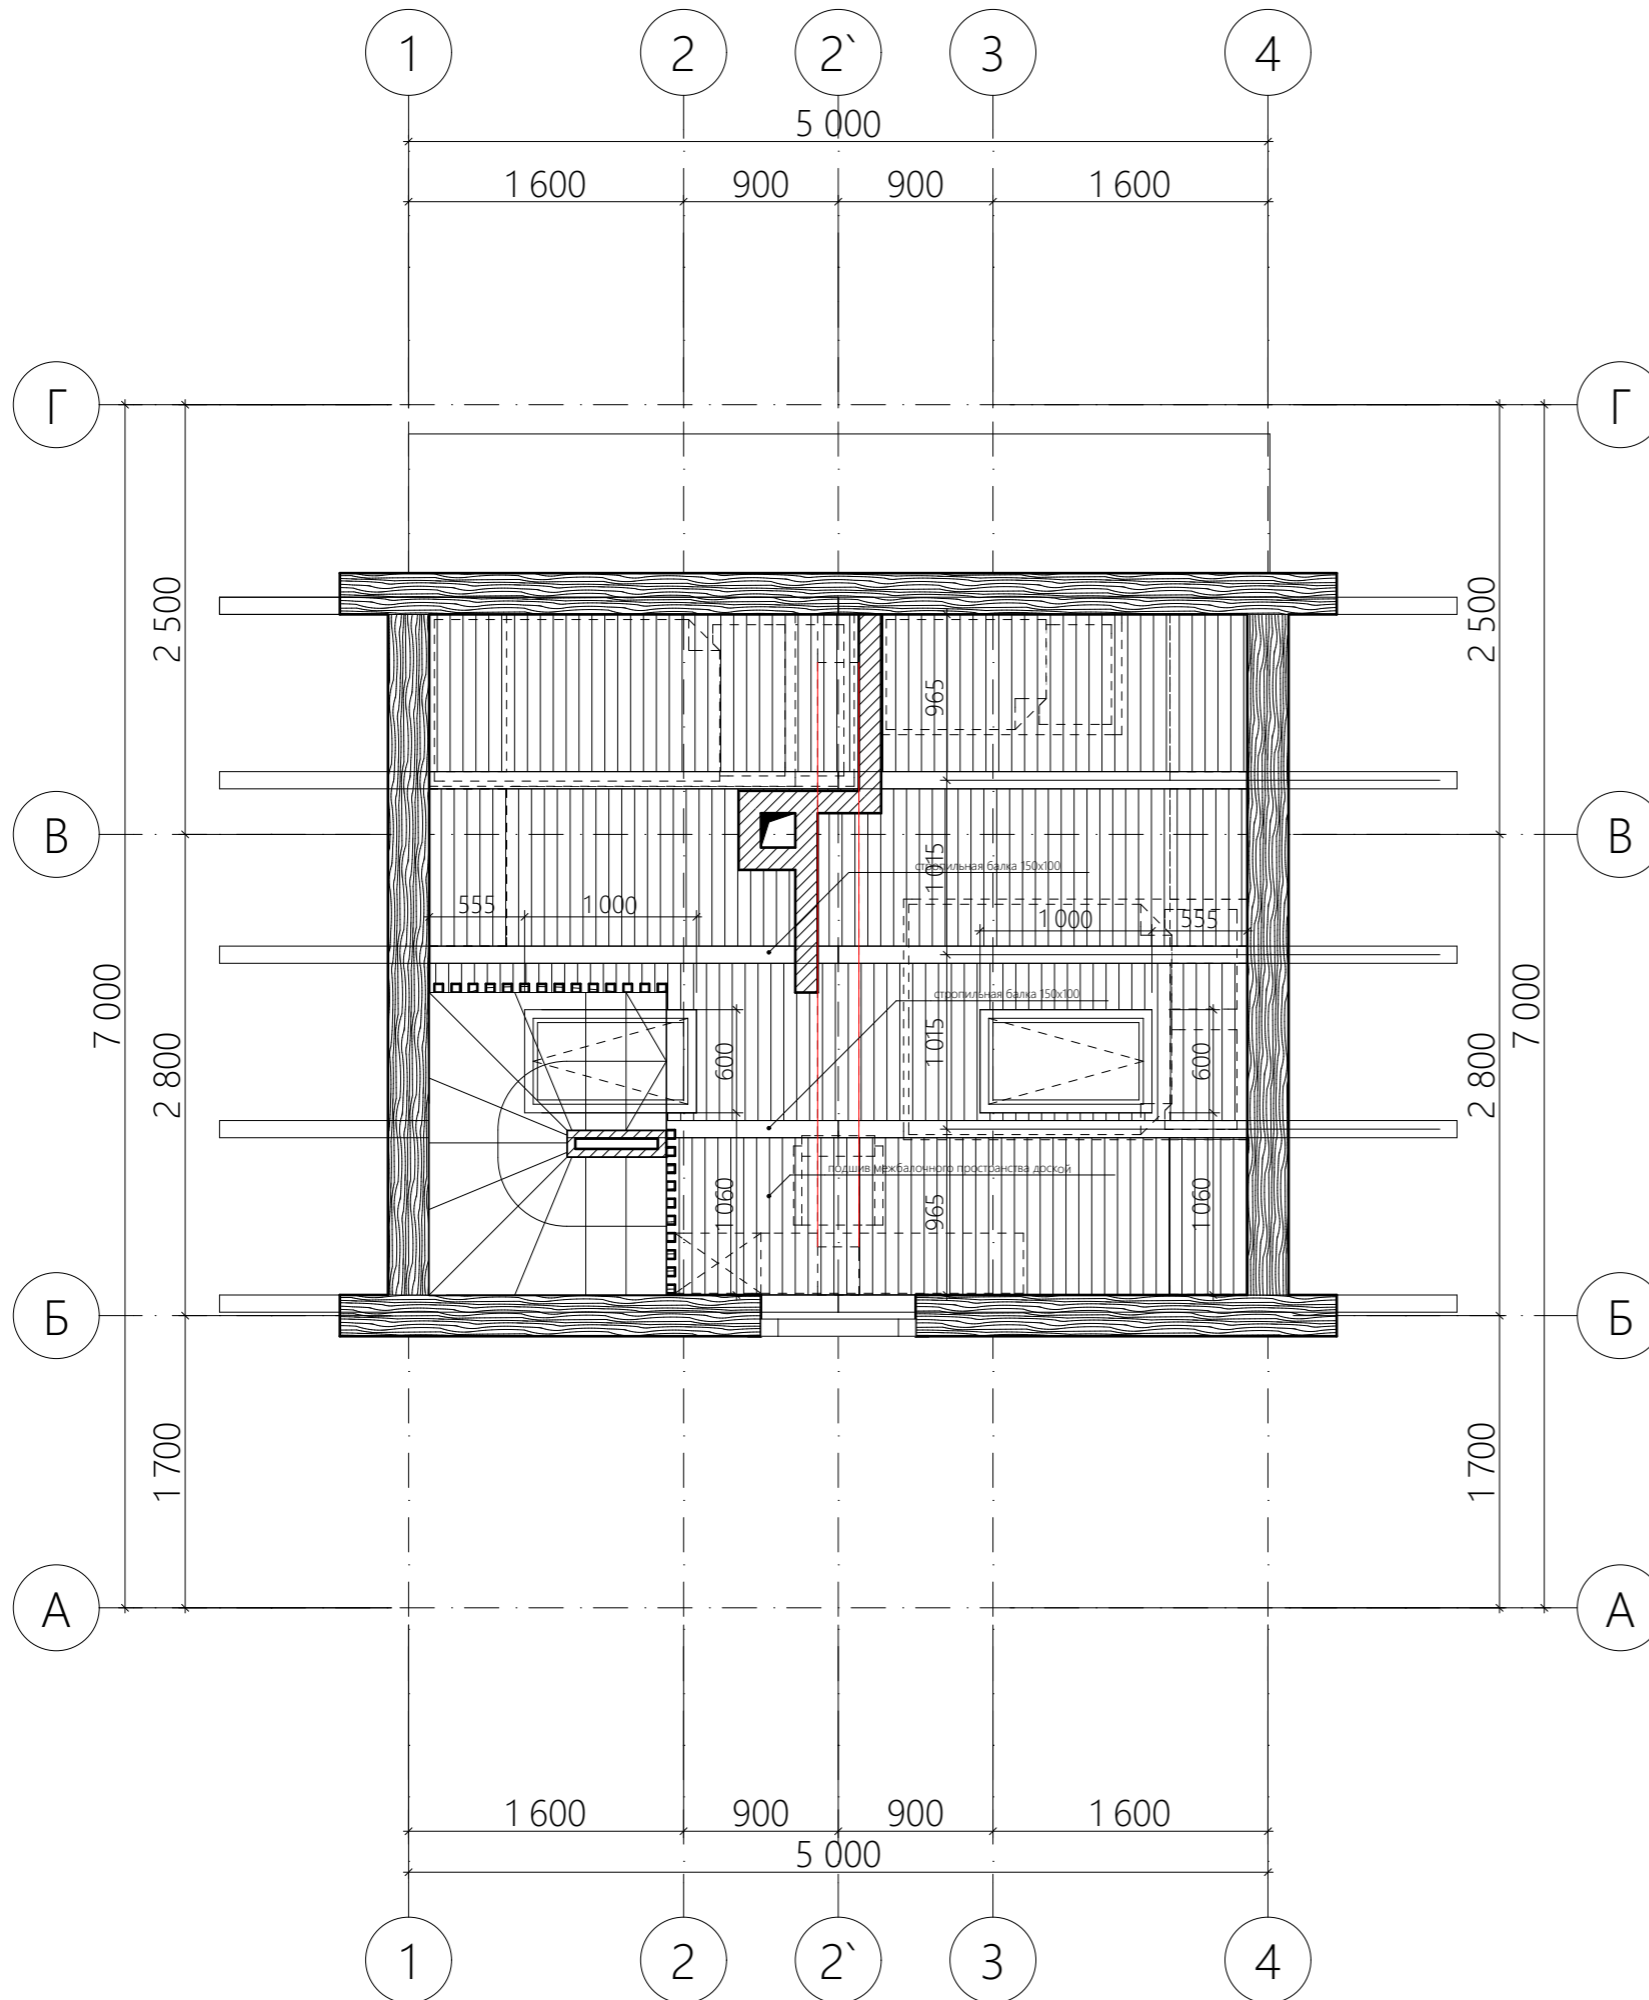 1 2 2` 3 4
5 000
1 600 900 900 1 600
Г Г
2 500 2 500
965
В В
1 015
стропильная балка 150х100
555 1 000 1 000 555
7 000 7 000
стропильная балка 150х100
2 800 600 1 015 600 2 800
подшив межбалочного пространства доской
1 060 965 1 060
Б Б
1 700 1 700
А А
1 600 900 900 1 600
5 000
1 2 2` 3 4